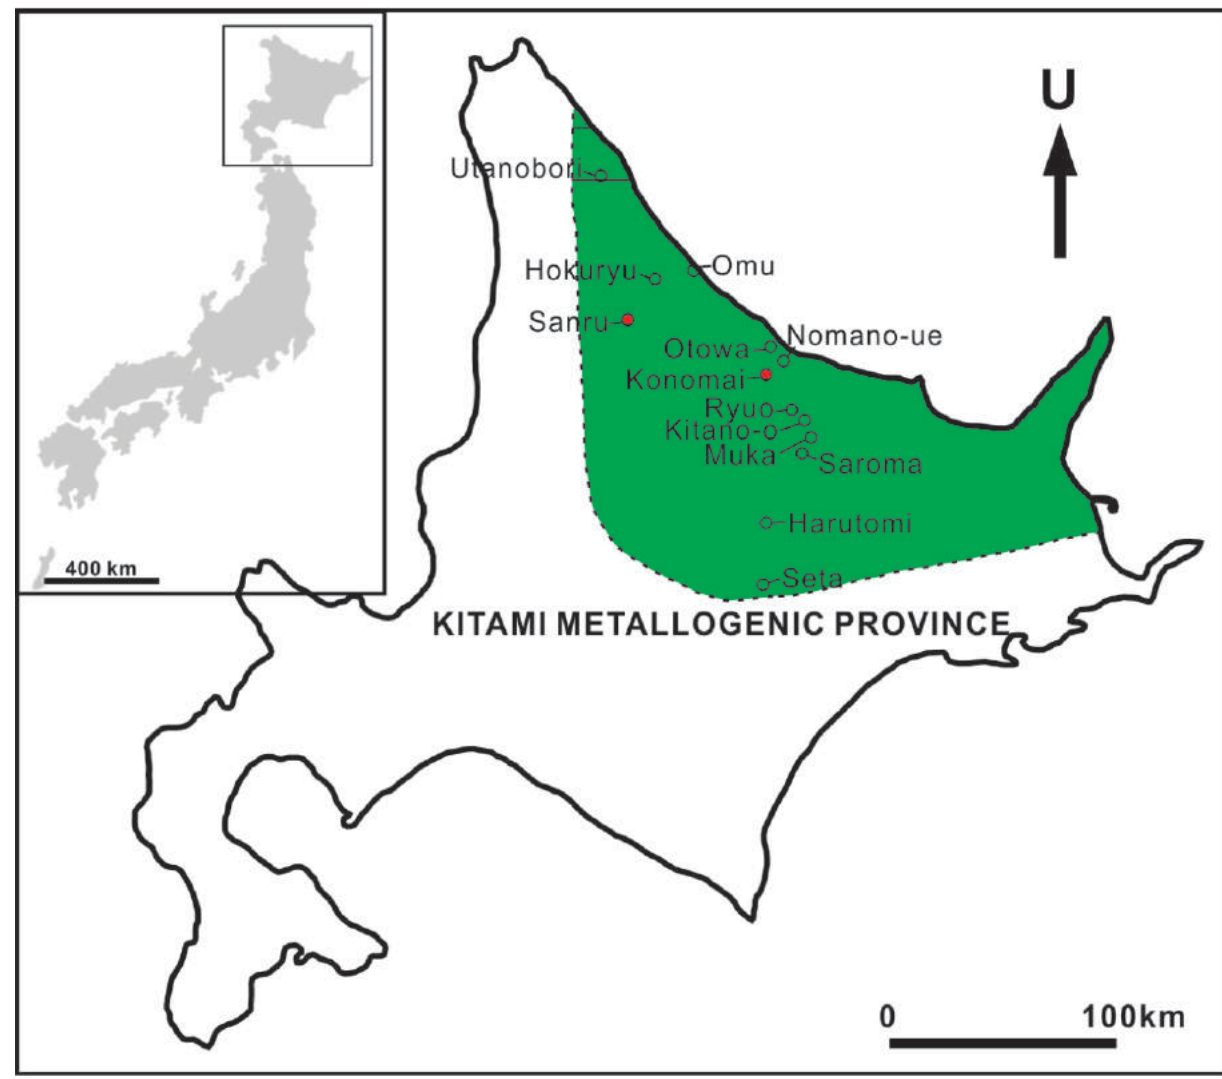 U
Utanobori
Hokuryu
Omu
Sanru
Nomano-ue
Otowa
Konomai
Ryuo
Kitano-o
Muka
Saroma
Harutomi
Seta
400 km
KITAMI METALLOGENIC PROVINCE
0 100km